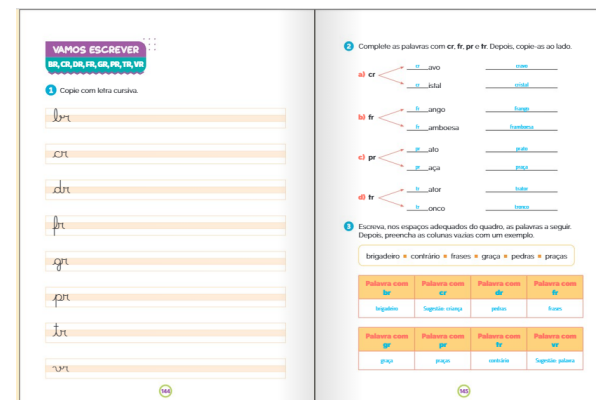 VAMOS ESCREVER
BR, CR, DR, FR, GR, PR, TR, VR
1 Copie com letra cursiva.
br
cr
dr
fr
gr
pr
tr
vr
144
2 Complete as palavras com cr, fr, pr e tr. Depois, copie-as ao lado.
a) cr
cr avo cravo
cr istal cristal
b) fr
fr ango frango
fr amboesa framboesa
c) pr
pr ato prato
pr aça praça
d) tr
tr ator trator
tr onco tronco
3 Escreva, nos espaços adequados do quadro, as palavras a seguir.
Depois, preencha as colunas vazias com um exemplo.
brigadeiro ▪ contrário ▪ frases ▪ graça ▪ pedras ▪ praças
Palavra com br Palavra com cr Palavra com dr Palavra com fr
brigadeiro Sugestão: criança pedras frases
Palavra com gr Palavra com pr Palavra com tr Palavra com vr
graça praças contrário Sugestão: palavra
145